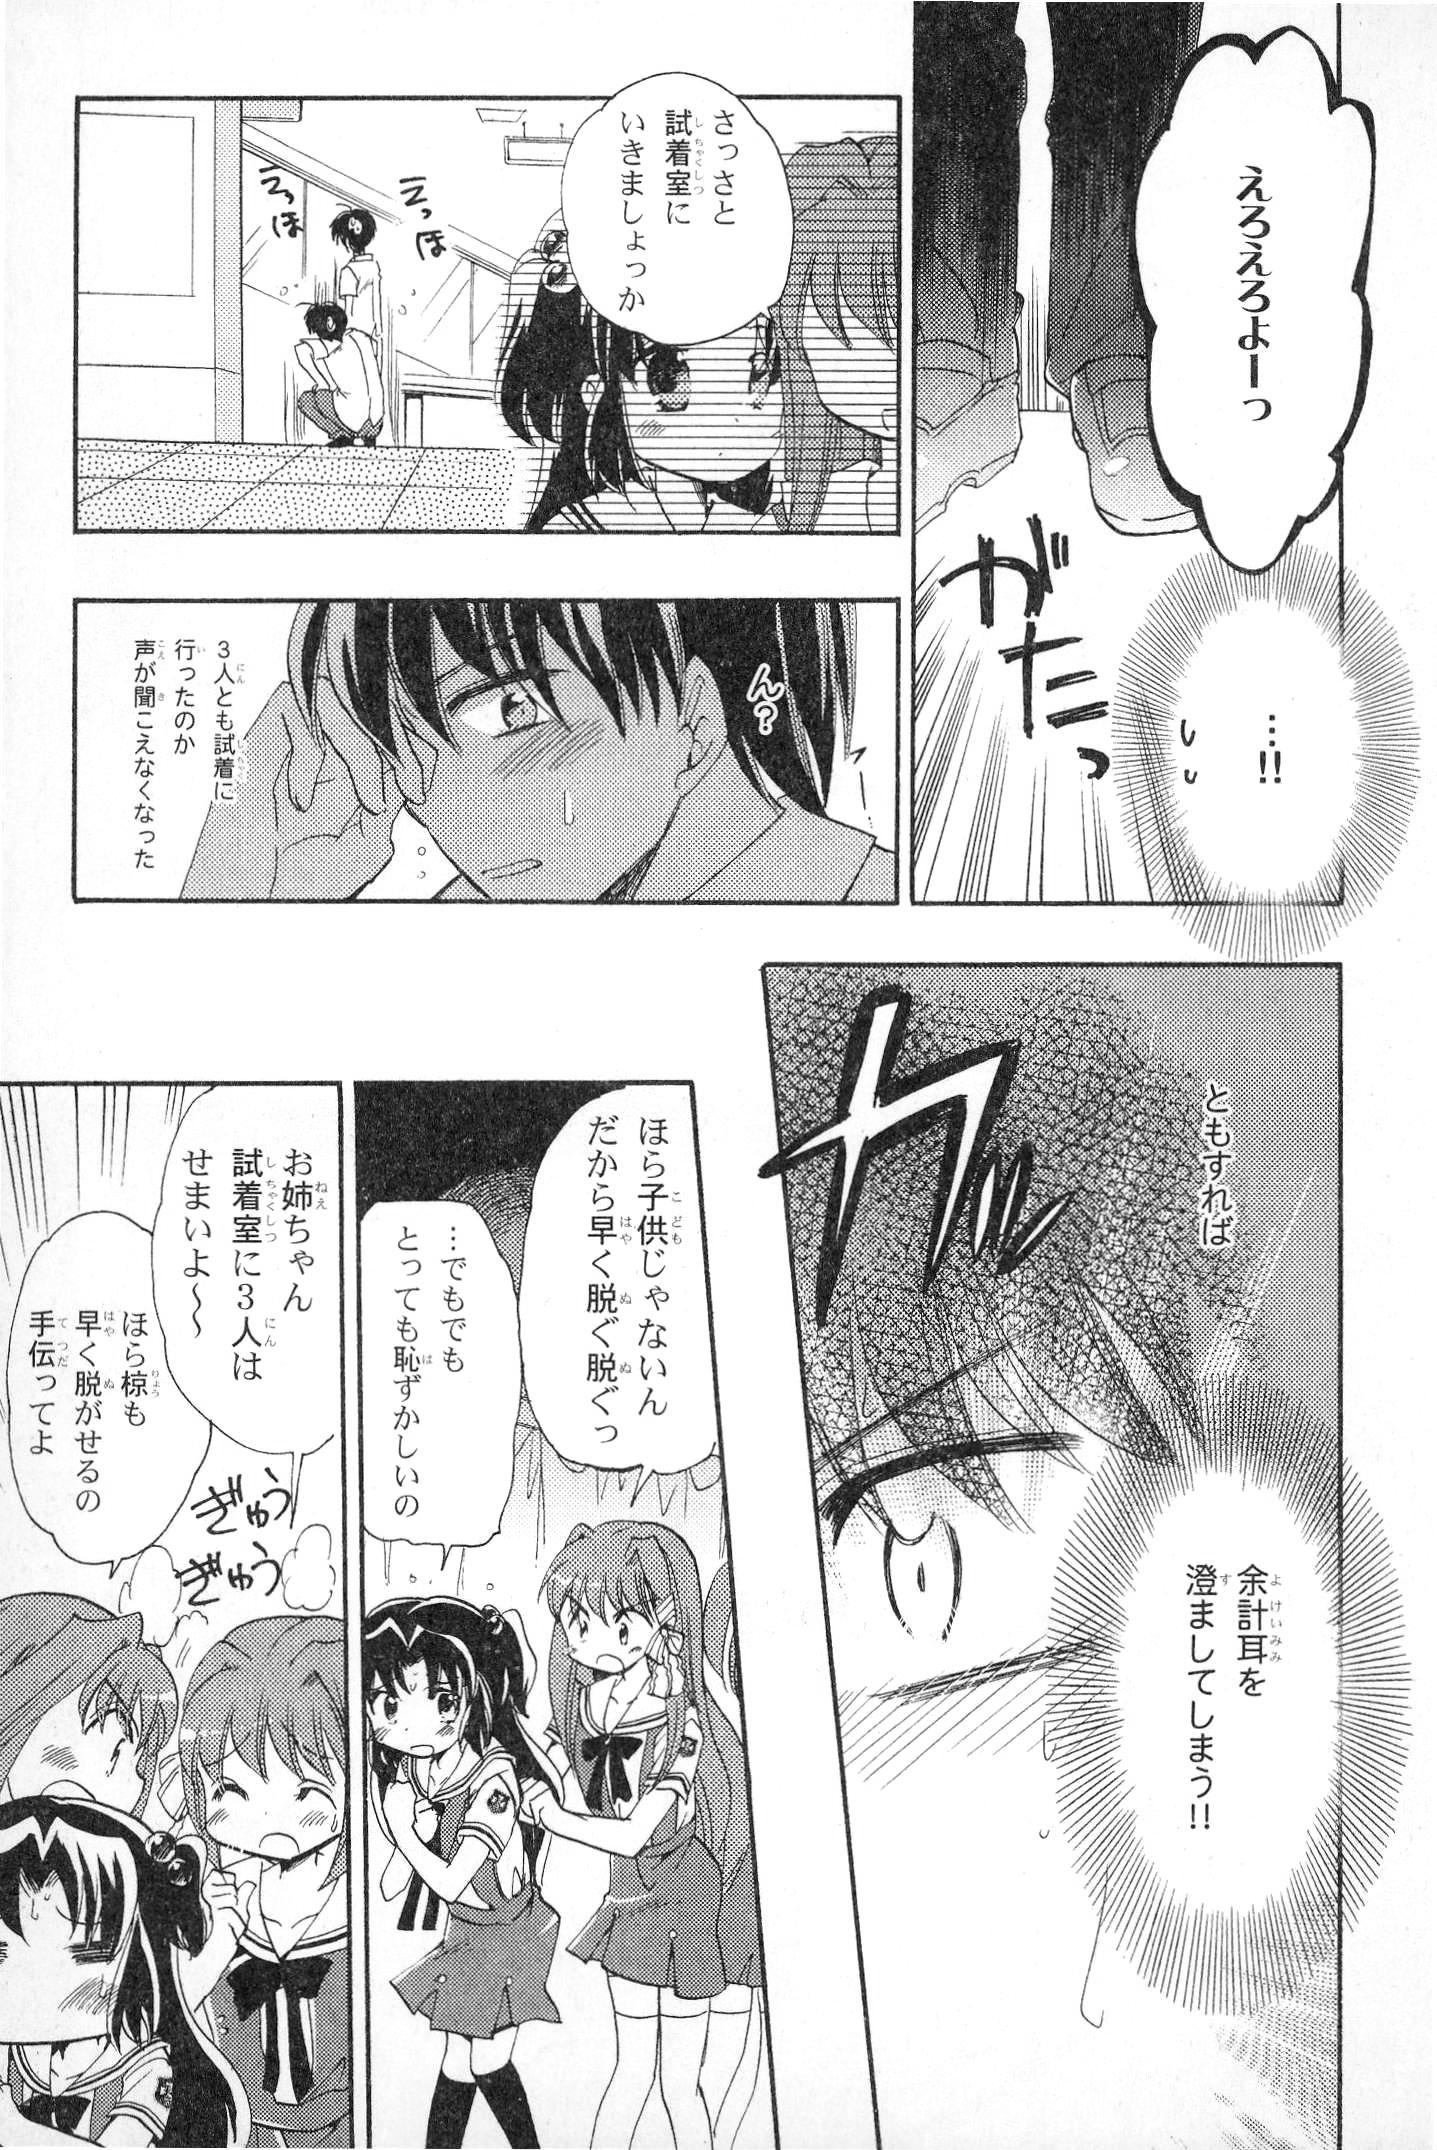 えろえろよーっ
…!!
がたたっ
さっさと
試着室に
いきましょっか
えっほ
えっほ
ん?
3人とも試着に
行ったのか
声が聞こえなくなった
ともすれば
カッ
余計耳を
澄ましてしまう!!
ほら子供じゃないん
だから早く脱ぐ脱ぐっ
…でもでも
とっても恥ずかしいの
お姉ちゃん
試着室に3人は
せまいよ〜
ほら椋も
早く脱がせるの
手伝ってよ
ぎゅう
ぎゅう